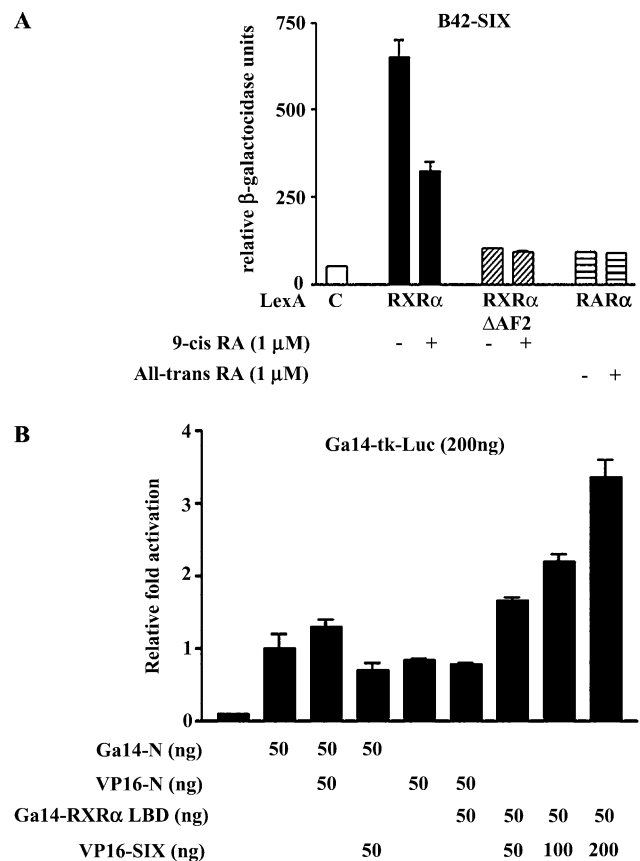 A
B42-SIX
relative β-galactocidase units
750
500
250
0
LexA C RXRα RXRα RARα
ΔAF2
9-cis RA (1 μM) - + - +
All-trans RA (1 μM) - +
B
Ga14-tk-Luc (200ng)
Relative fold activation
4
3
2
1
0
Ga14-N (ng) 50 50 50
VP16-N (ng) 50 50 50
Ga14-RXRα LBD (ng) 50 50 50 50
VP16-SIX (ng) 50 50 100 200